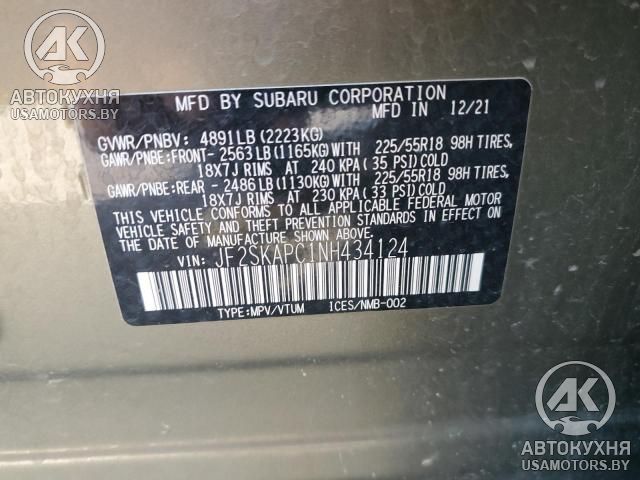 АК
АВТОКУХНЯ
USAMOTORS.BY
MFD BY SUBARU CORPORATION
MFD IN 12/21
GVWR/PNBV: 4891LB(2223KG)
GAWR/PNBE:FRONT-2563LB(1165KG)WITH 225/55R18 98H TIRES,
18X7J RIMS AT 240 KPA(35 PSI)COLD
GAWR/PNBE:REAR -2486LB(1130KG)WITH 225/55R18 98H TIRES,
18X7J RIMS AT 230 KPA(33 PSI)COLD
THIS VEHICLE CONFORMS TO ALL APPLICABLE FEDERAL MOTOR
VEHICLE SAFETY AND THEFT PREVENTION STANDARDS IN EFFECT
ON THE DATE OF MANUFACTURE SHOWN ABOVE.
VIN: JF2SKAPC1NH434124
TYPE:MPV/VTUM ICES/NMB-002
АК
АВТОКУХНЯ
USAMOTORS.BY